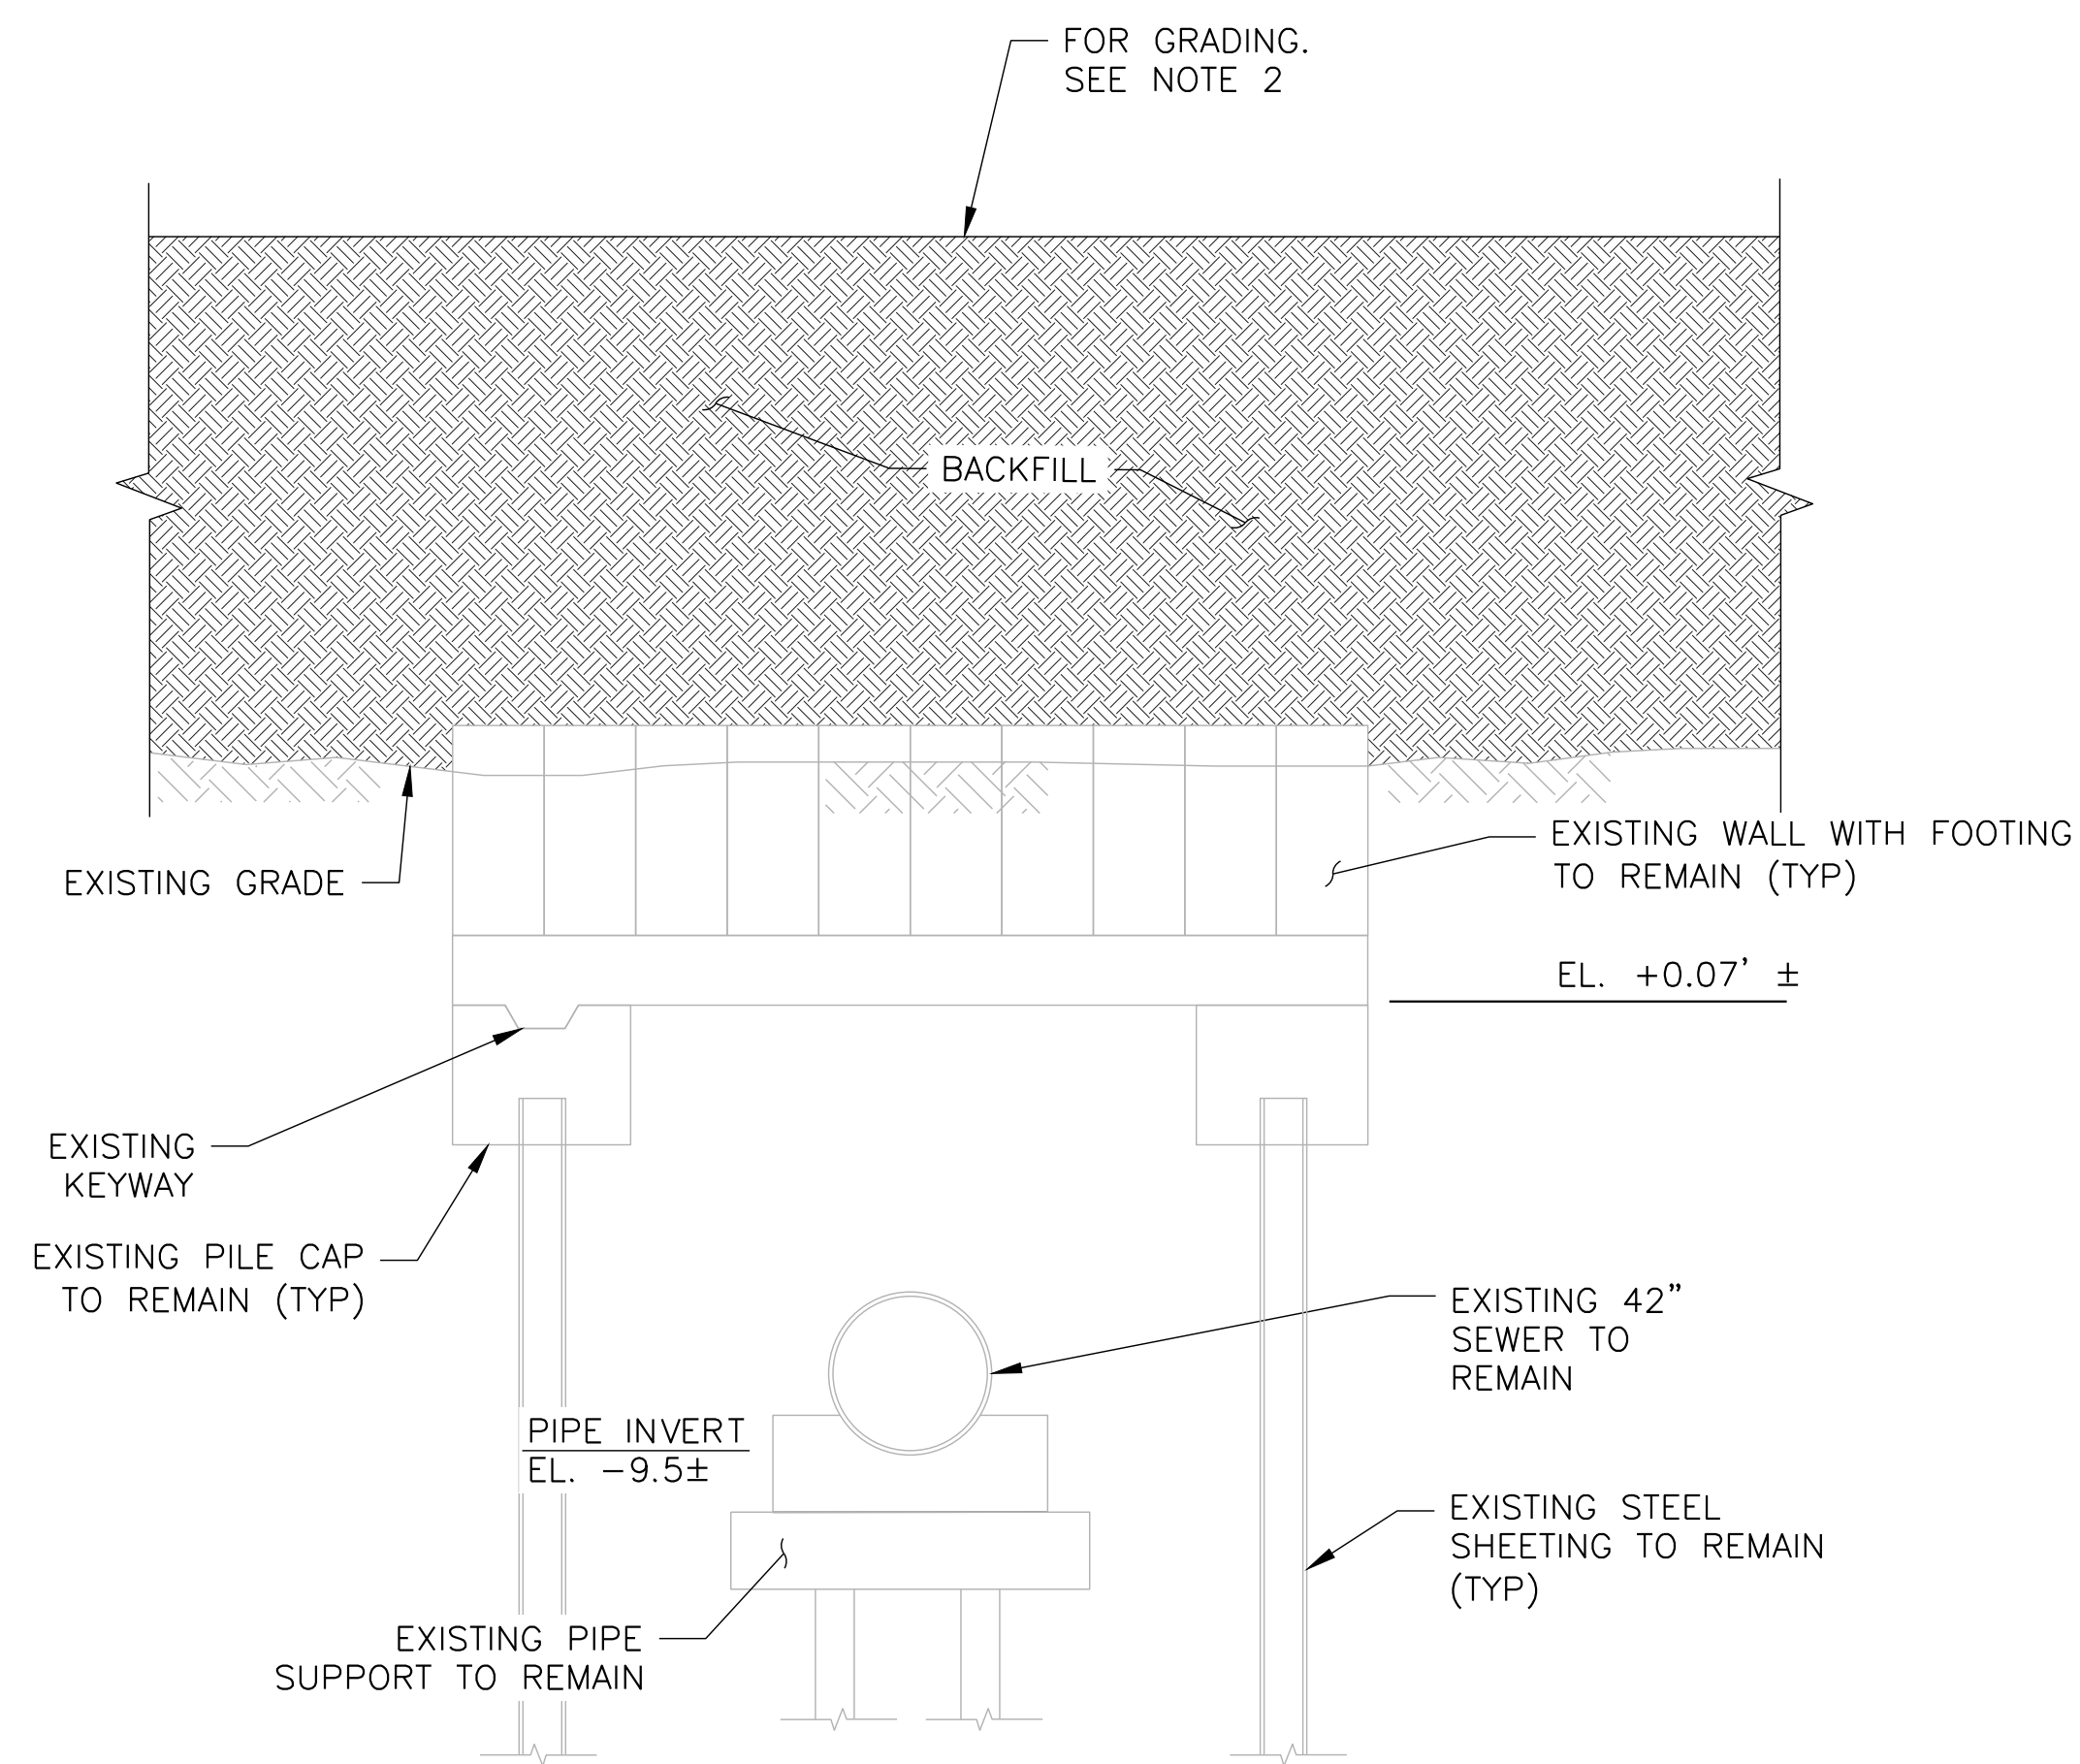 FOR GRADING.
SEE NOTE 2
BACKFILL
EXISTING GRADE
EXISTING WALL WITH FOOTING
TO REMAIN (TYP)
EL. +0.07' ±
EXISTING
KEYWAY
EXISTING PILE CAP
TO REMAIN (TYP)
EXISTING 42"
SEWER TO
REMAIN
PIPE INVERT
EL. -9.5±
EXISTING STEEL
SHEETING TO REMAIN
(TYP)
EXISTING PIPE
SUPPORT TO REMAIN